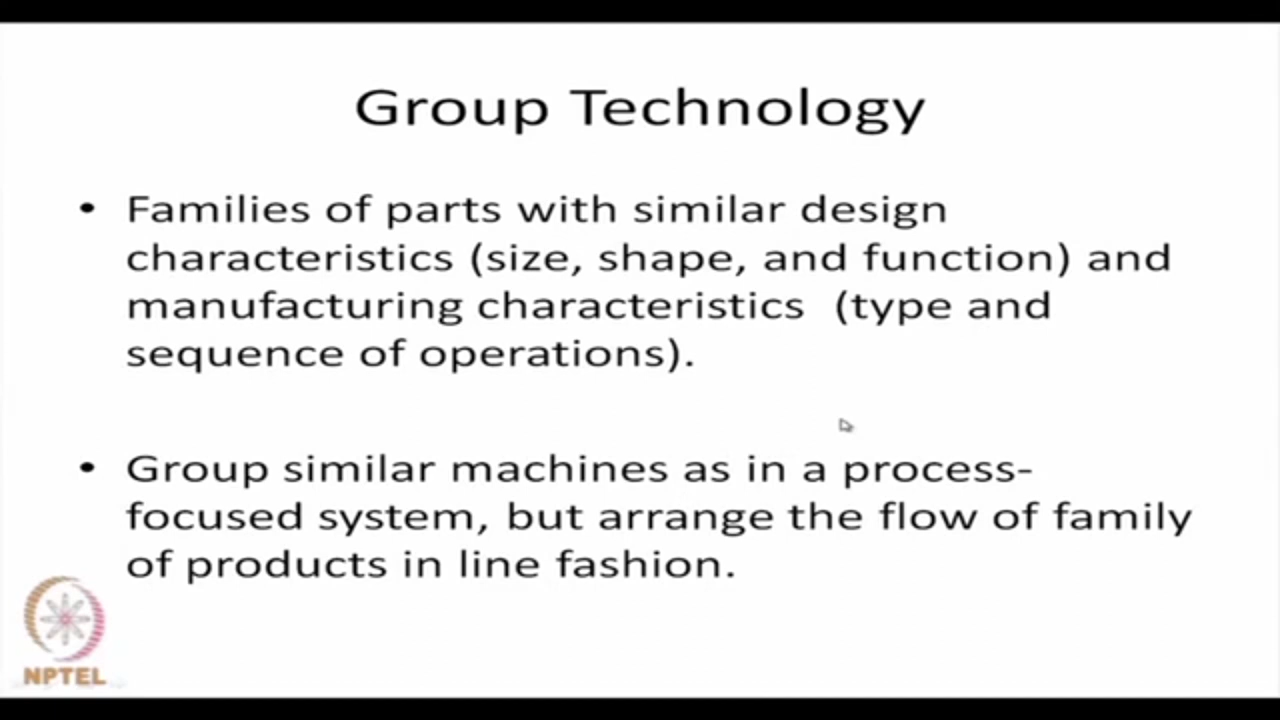 Group Technology
• Families of parts with similar design
characteristics (size, shape, and function) and
manufacturing characteristics  (type and
sequence of operations).
• Group similar machines as in a process-
focused system, but arrange the flow of family
of products in line fashion.
NPTEL